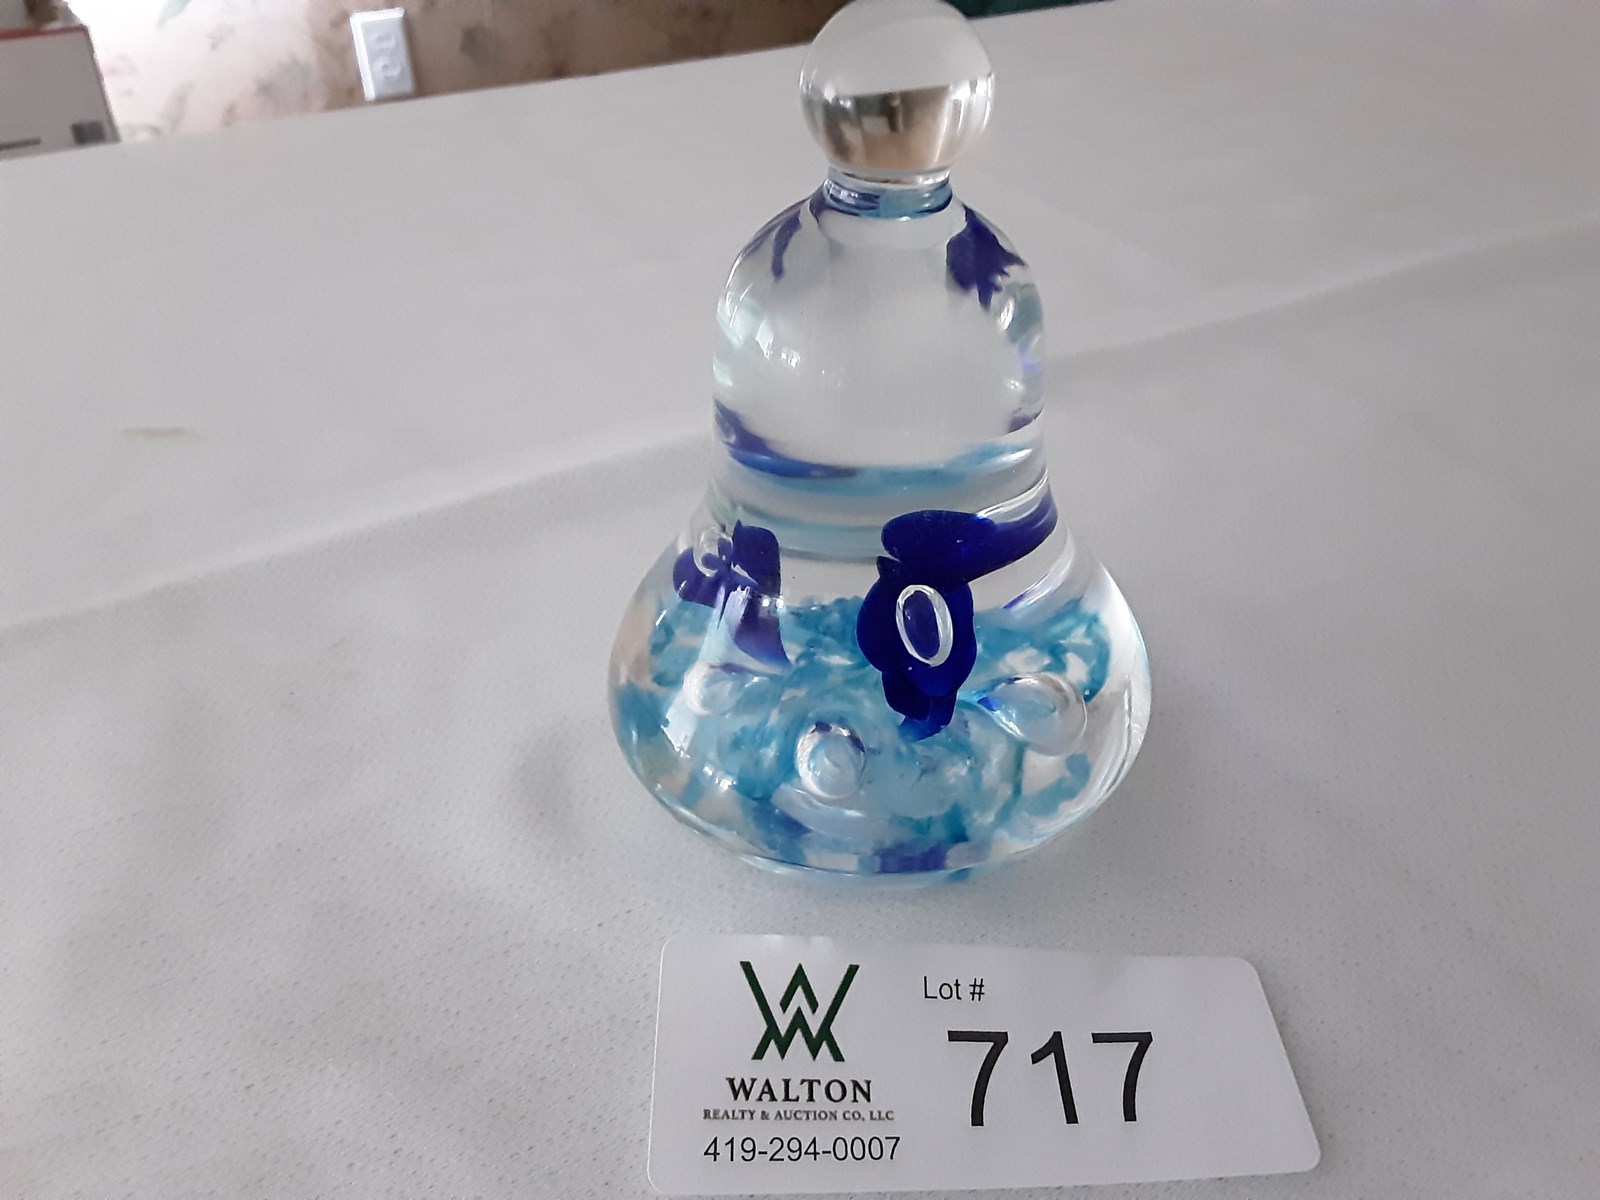 WALTON
REALTY & AUCTION CO, LLC
419-294-0007
Lot #
717